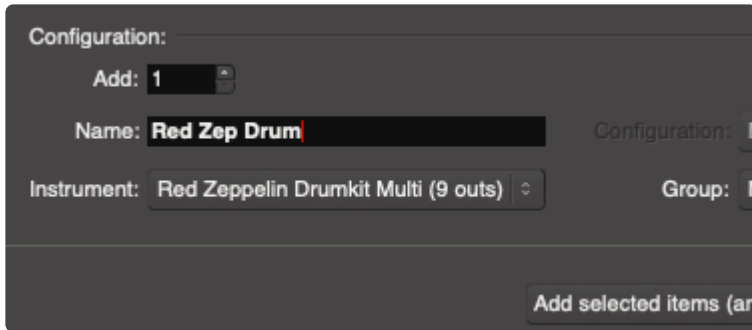 Configuration:
Add: 1
Name: Red Zep Drum Configuration:
Instrument: Red Zeppelin Drumkit Multi (9 outs) Group:
Add selected items (ar